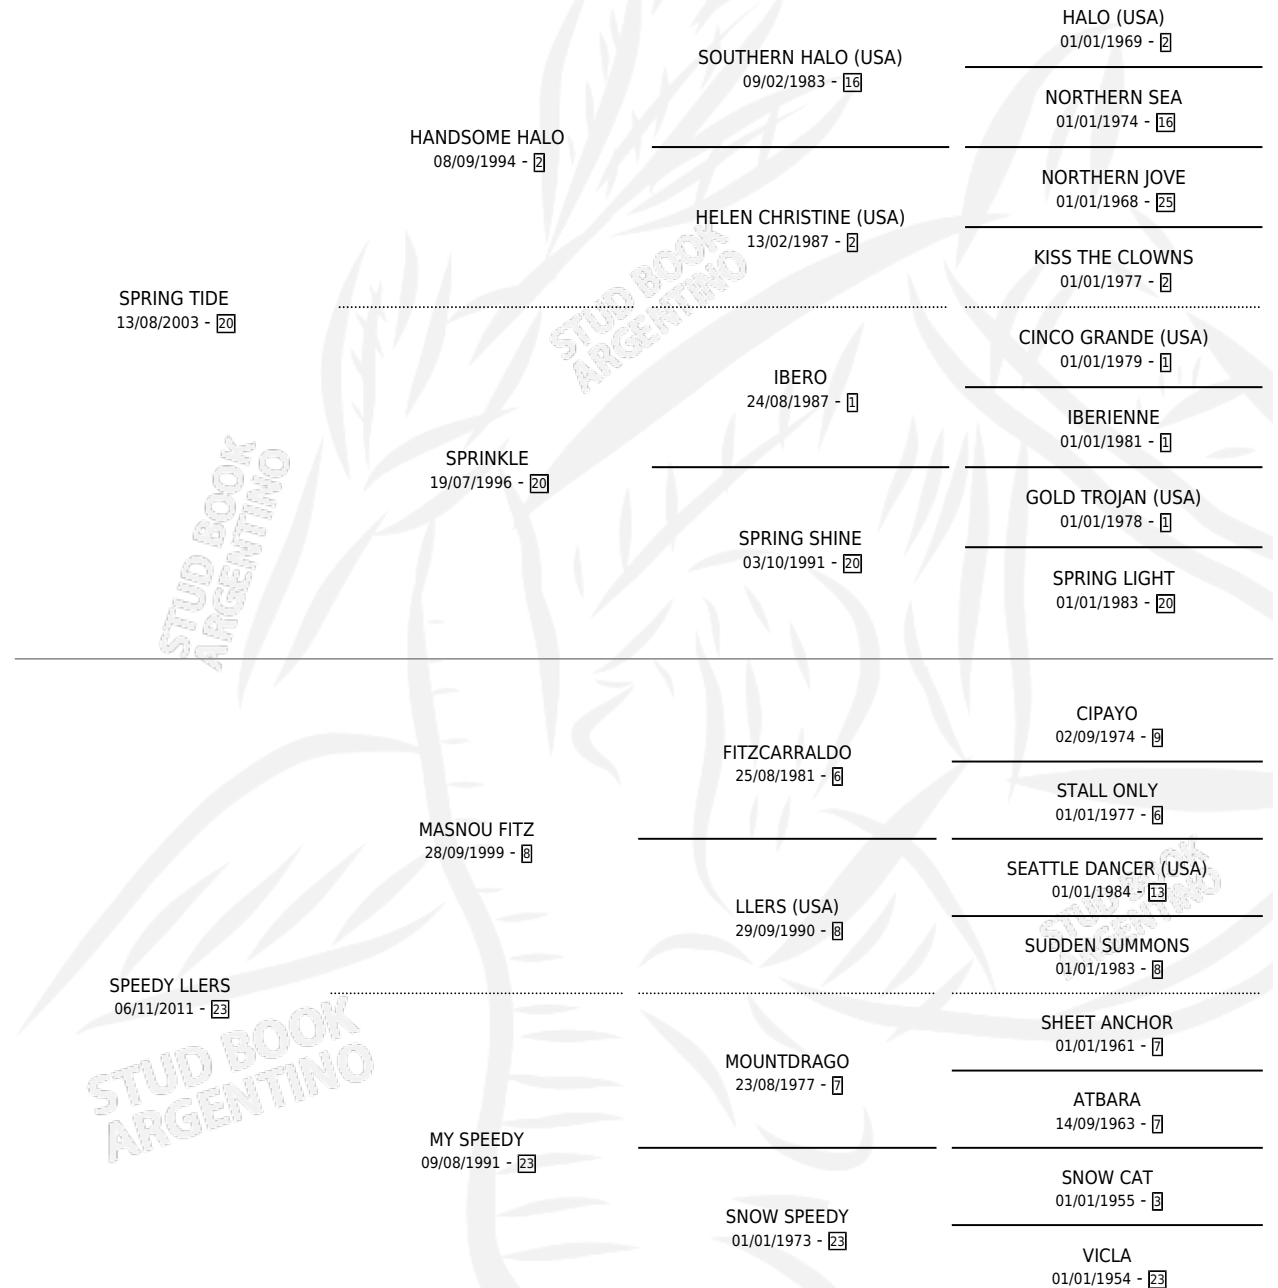 HALO (USA)
01/01/1969 - 2
SOUTHERN HALO (USA)
09/02/1983 - 16
NORTHERN SEA
01/01/1974 - 16
HANDSOME HALO
08/09/1994 - 2
NORTHERN JOVE
01/01/1968 - 25
HELEN CHRISTINE (USA)
13/02/1987 - 2
KISS THE CLOWNS
01/01/1977 - 2
SPRING TIDE
13/08/2003 - 20
CINCO GRANDE (USA)
01/01/1979 - 1
IBERO
24/08/1987 - 1
IBERIENNE
01/01/1981 - 1
SPRINKLE
19/07/1996 - 20
GOLD TROJAN (USA)
01/01/1978 - 1
SPRING SHINE
03/10/1991 - 20
SPRING LIGHT
01/01/1983 - 20
STUD BOOK
ARGENTINO
STUD BOOK
ARGENTINO
CIPAYO
02/09/1974 - 9
FITZCARRALDO
25/08/1981 - 6
STALL ONLY
01/01/1977 - 6
MASNOU FITZ
28/09/1999 - 8
SEATTLE DANCER (USA)
01/01/1984 - 13
LLERS (USA)
29/09/1990 - 8
SUDDEN SUMMONS
01/01/1983 - 8
SPEEDY LLERS
06/11/2011 - 23
SHEET ANCHOR
01/01/1961 - 7
MOUNTDRAGO
23/08/1977 - 7
ATBARA
14/09/1963 - 7
MY SPEEDY
09/08/1991 - 23
SNOW CAT
01/01/1955 - 3
SNOW SPEEDY
01/01/1973 - 23
VICLA
01/01/1954 - 23
STUD BOOK
ARGENTINO
STUD BOOK
ARGENTINO